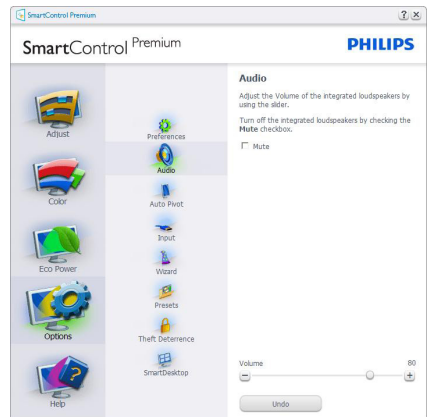 SmartControl Premium
SmartControl Premium
PHILIPS
Adjust
Color
Eco Power
Options
Help
Preferences
Audio
Auto Pivot
Input
Wizard
Presets
Theft Deterrence
SmartDesktop
Audio
Adjust the Volume of the integrated loudspeakers by
using the slider.
Turn off the integrated loudspeakers by checking the
Mute checkbox.
Mute
Volume 80
Undo